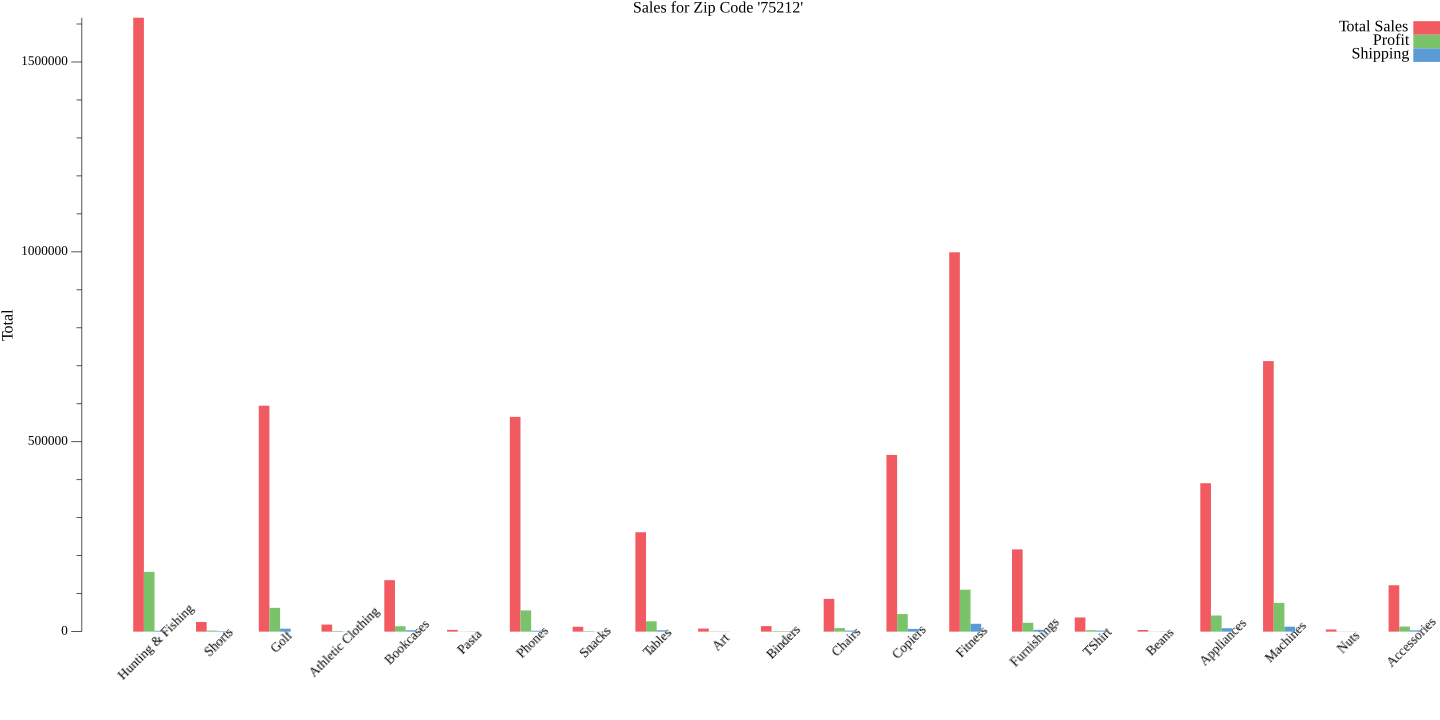 Sales for Zip Code '75212'
Total Sales
Profit
Shipping
Total
1500000
1000000
500000
0
Hunting & Fishing
Shorts
Golf
Athletic Clothing
Bookcases
Pasta
Phones
Snacks
Tables
Art
Binders
Chairs
Copiers
Fitness
Furnishings
TShirt
Beans
Appliances
Machines
Nuts
Accessories